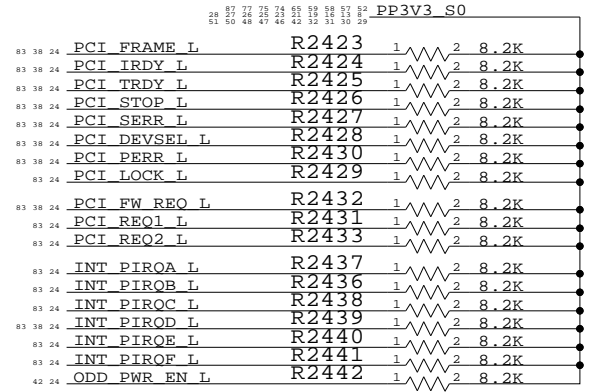 87 77 75 74 65 59 58 57 52 PP3V3_S0
28 27 26 25 23 21 19 16 13 8
51 50 48 47 46 42 32 31 30 29
83 38 24 PCI_FRAME_L R2423 1 2 8.2K
83 38 24 PCI_IRDY_L R2424 1 2 8.2K
83 38 24 PCI_TRDY_L R2425 1 2 8.2K
83 38 24 PCI_STOP_L R2426 1 2 8.2K
83 38 24 PCI_SERR_L R2427 1 2 8.2K
83 38 24 PCI_DEVSEL_L R2428 1 2 8.2K
83 38 24 PCI_PERR_L R2430 1 2 8.2K
83 24 PCI_LOCK_L R2429 1 2 8.2K
83 38 24 PCI_FW_REQ_L R2432 1 2 8.2K
83 24 PCI_REQ1_L R2431 1 2 8.2K
83 24 PCI_REQ2_L R2433 1 2 8.2K
83 24 INT_PIRQA_L R2437 1 2 8.2K
83 24 INT_PIRQB_L R2436 1 2 8.2K
83 24 INT_PIRQC_L R2438 1 2 8.2K
83 38 24 INT_PIRQD_L R2439 1 2 8.2K
83 24 INT_PIRQE_L R2440 1 2 8.2K
83 24 INT_PIRQF_L R2441 1 2 8.2K
42 24 ODD_PWR_EN_L R2442 1 2 8.2K